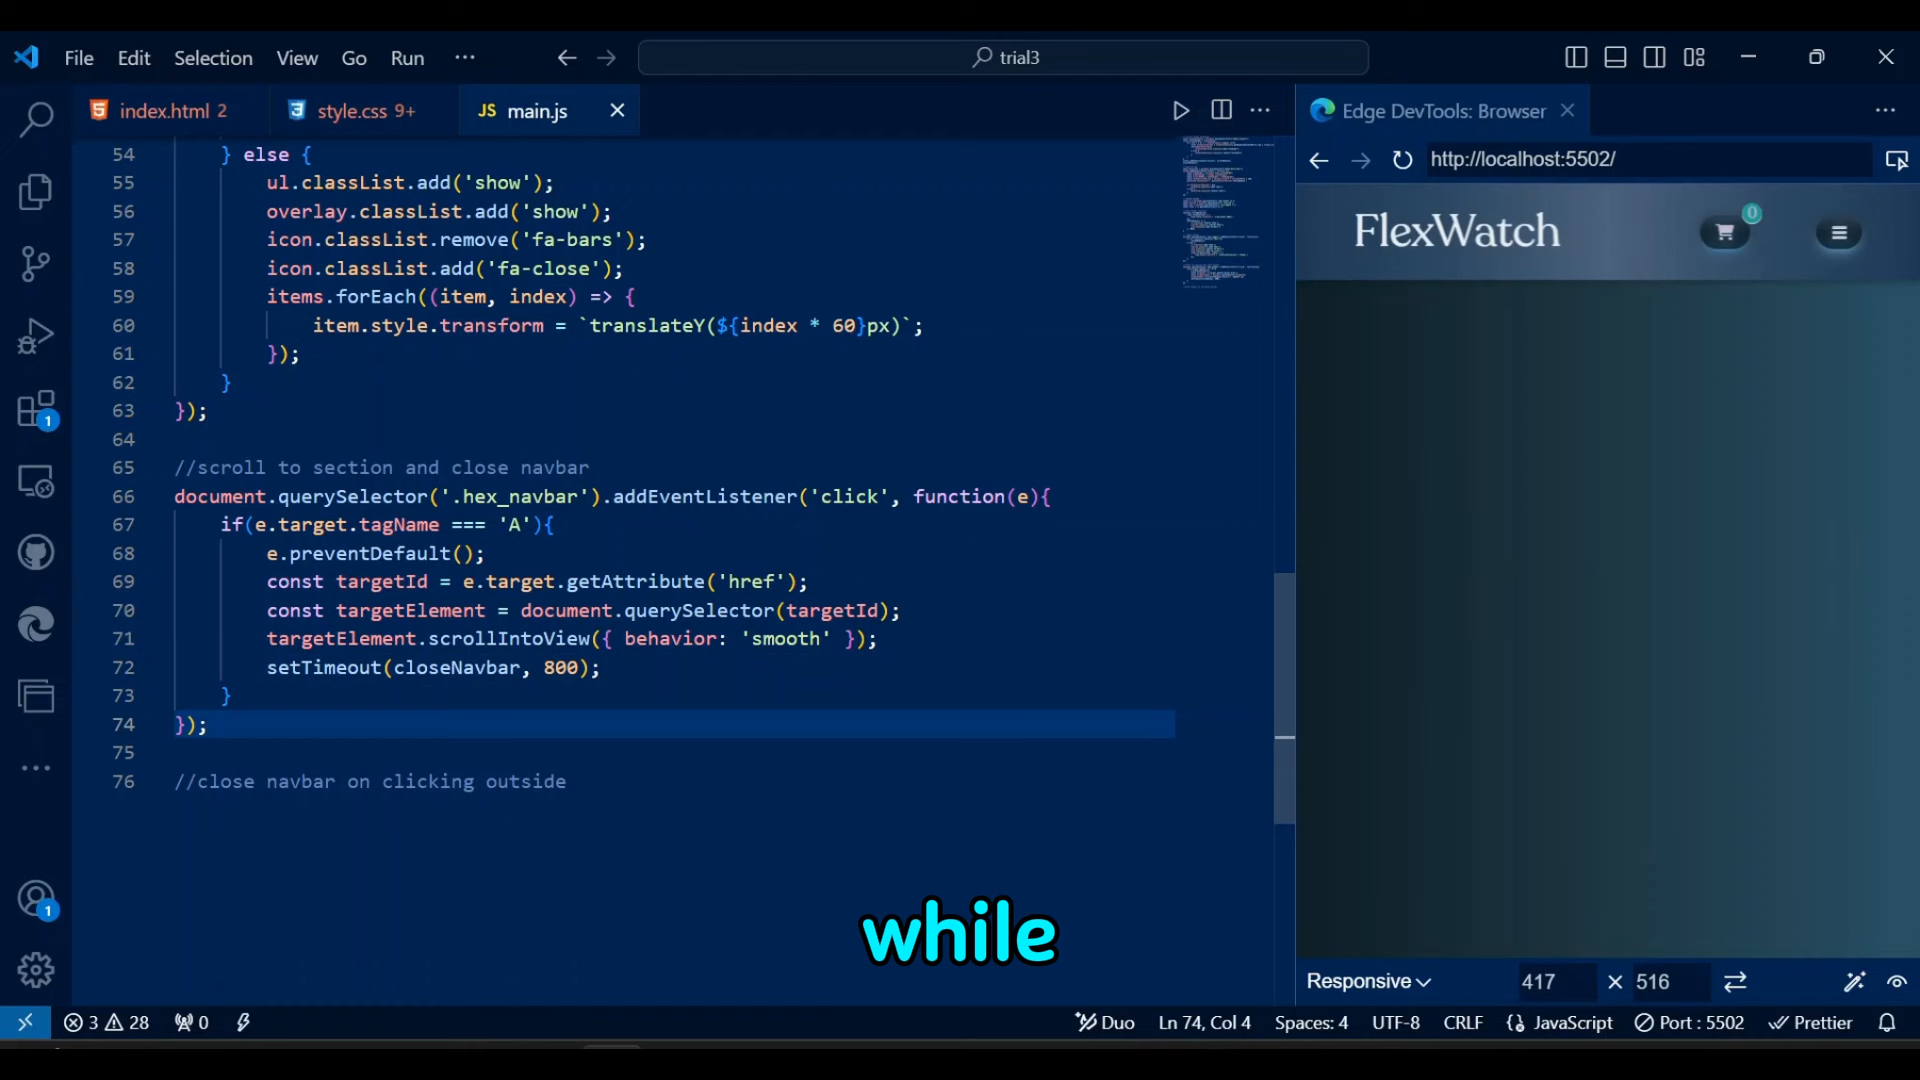 File Edit Selection View Go Run ··· trial3
index.html 2 style.css 9+ JS main.js
Edge DevTools: Browser
http://localhost:5502/
54 } else {
55 ul.classList.add('show');
56 overlay.classList.add('show');
57 icon.classList.remove('fa-bars');
58 icon.classList.add('fa-close');
59 items.forEach((item, index) => {
60 item.style.transform = `translateY(${index * 60}px)`;
61 });
62 }
63 });
64
65 //scroll to section and close navbar
66 document.querySelector('.hex_navbar').addEventListener('click', function(e){
67 if(e.target.tagName === 'A'){
68 e.preventDefault();
69 const targetId = e.target.getAttribute('href');
70 const targetElement = document.querySelector(targetId);
71 targetElement.scrollIntoView({ behavior: 'smooth' });
72 setTimeout(closeNavbar, 800);
73 }
74 });
75
76 //close navbar on clicking outside
FlexWatch 0
1
1
while
Responsive 417 × 516
3 28 0 Duo Ln 74, Col 4 Spaces: 4 UTF-8 CRLF JavaScript Port : 5502 Prettier